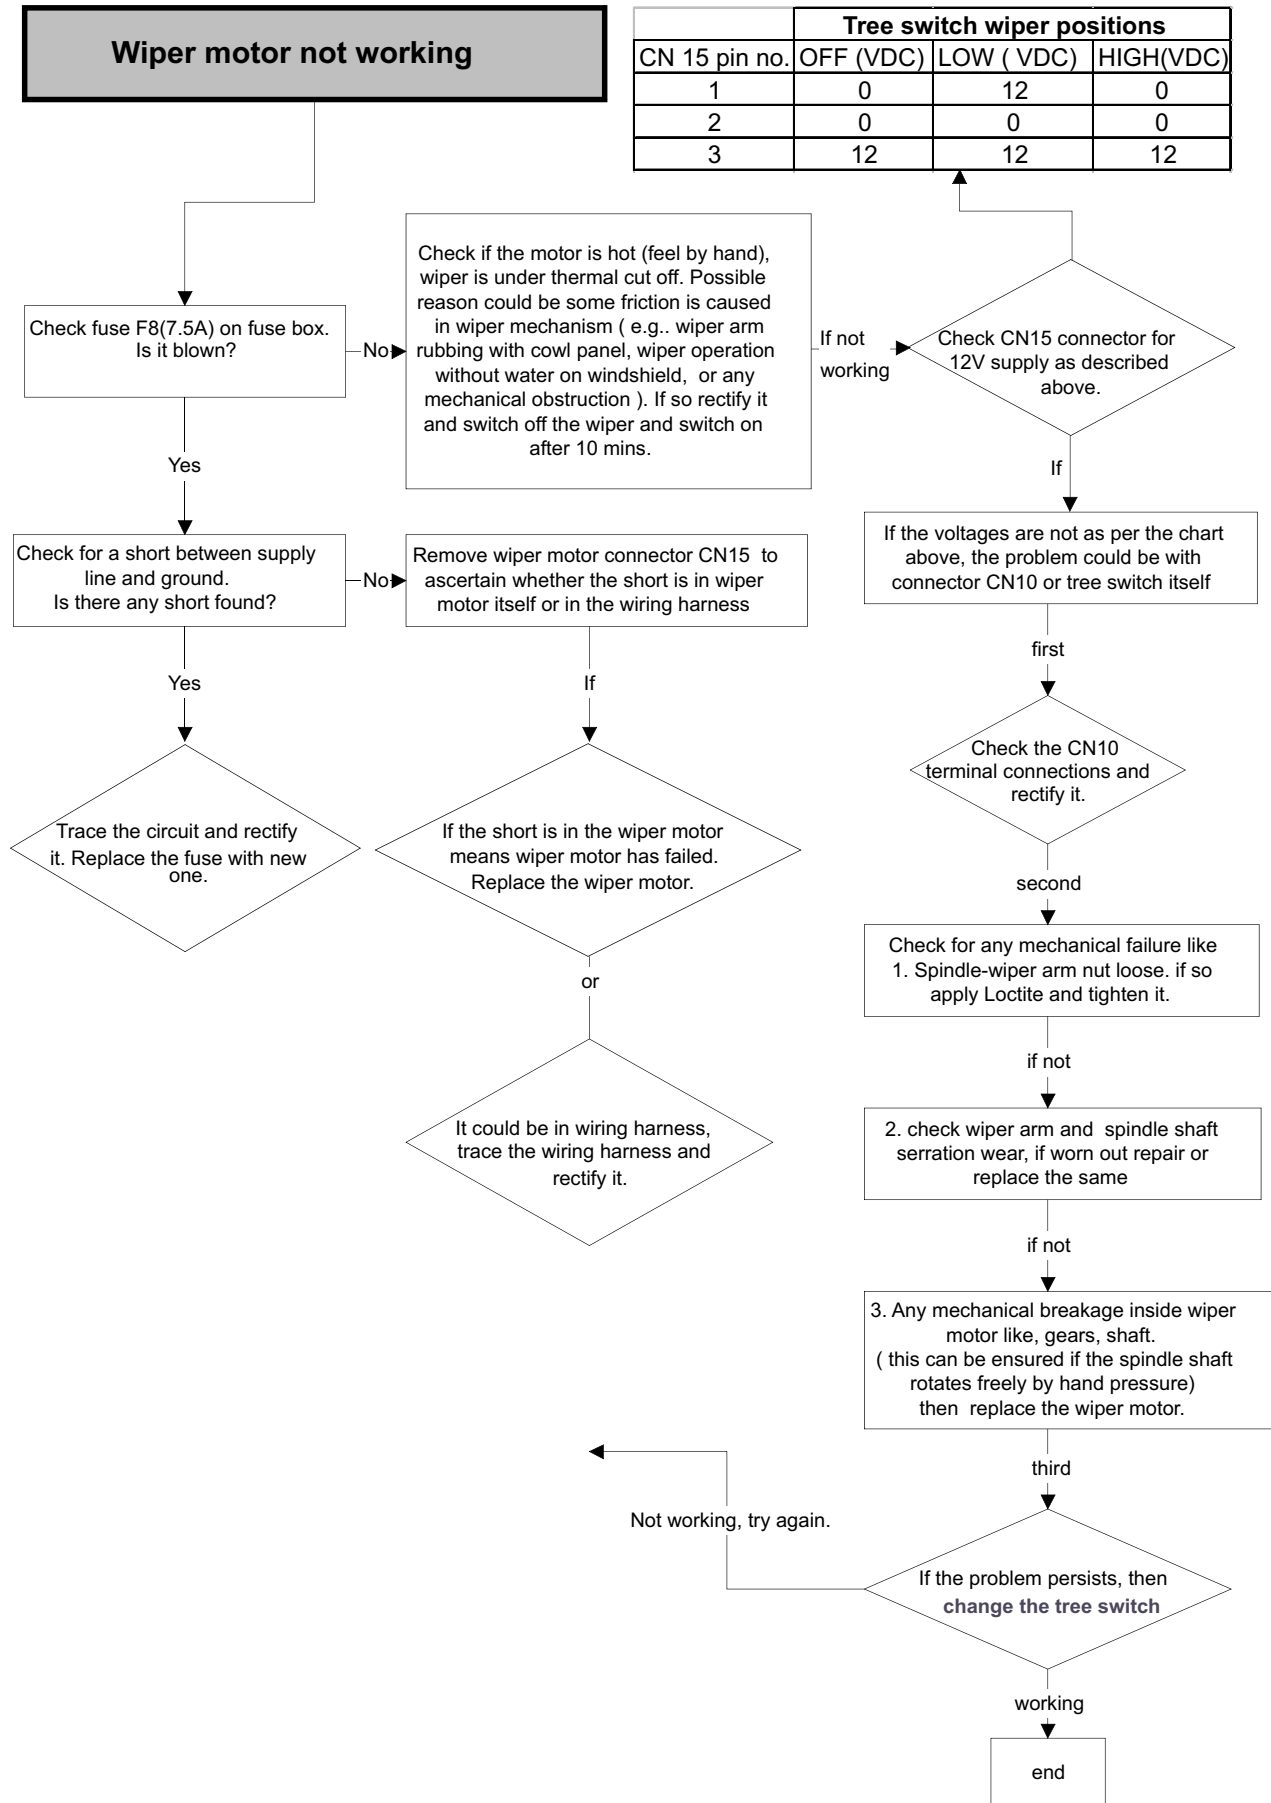 Wiper motor not working
Tree switch wiper positions
CN 15 pin no. OFF (VDC) LOW ( VDC) HIGH(VDC)
1 0 12 0
2 0 0 0
3 12 12 12
Check fuse F8(7.5A) on fuse box.
Is it blown?
No
Check if the motor is hot (feel by hand),
wiper is under thermal cut off. Possible
reason could be some friction is caused
in wiper mechanism ( e.g.. wiper arm
rubbing with cowl panel, wiper operation
without water on windshield, or any
mechanical obstruction ). If so rectify it
and switch off the wiper and switch on
after 10 mins.
If not
working
Check CN15 connector for
12V supply as described
above.
Yes
If
Check for a short between supply
line and ground.
Is there any short found?
No
Remove wiper motor connector CN15 to
ascertain whether the short is in wiper
motor itself or in the wiring harness
If the voltages are not as per the chart
above, the problem could be with
connector CN10 or tree switch itself
Yes
If
first
Trace the circuit and rectify
it. Replace the fuse with new
one.
If the short is in the wiper motor
means wiper motor has failed.
Replace the wiper motor.
Check the CN10
terminal connections and
rectify it.
or
second
It could be in wiring harness,
trace the wiring harness and
rectify it.
Check for any mechanical failure like
1. Spindle-wiper arm nut loose. if so
apply Loctite and tighten it.
if not
2. check wiper arm and spindle shaft
serration wear, if worn out repair or
replace the same
if not
3. Any mechanical breakage inside wiper
motor like, gears, shaft.
( this can be ensured if the spindle shaft
rotates freely by hand pressure)
then replace the wiper motor.
third
Not working, try again.
If the problem persists, then
change the tree switch
working
end